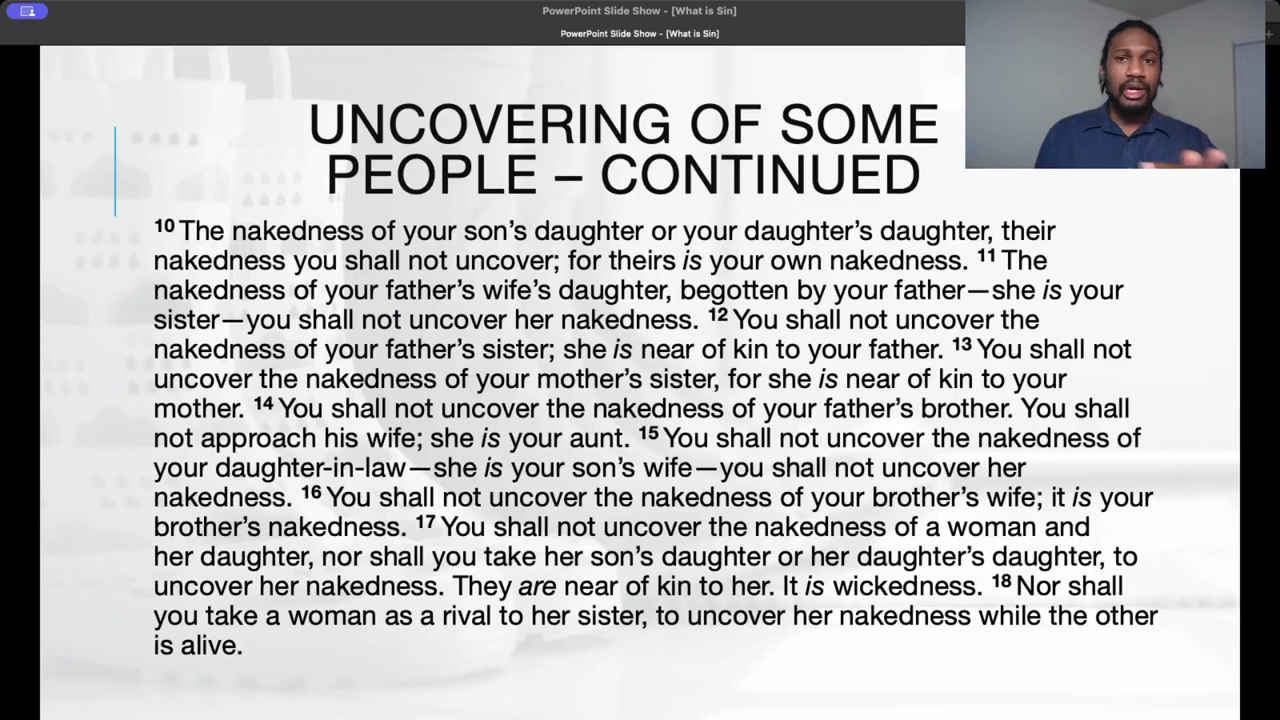 PowerPoint Slide Show - [What is Sin]
PowerPoint Slide Show - [What is Sin]
UNCOVERING OF SOME
PEOPLE – CONTINUED
10 The nakedness of your son’s daughter or your daughter’s daughter, their
nakedness you shall not uncover; for theirs is your own nakedness. 11 The
nakedness of your father’s wife’s daughter, begotten by your father—she is your
sister—you shall not uncover her nakedness. 12 You shall not uncover the
nakedness of your father’s sister; she is near of kin to your father. 13 You shall not
uncover the nakedness of your mother’s sister, for she is near of kin to your
mother. 14 You shall not uncover the nakedness of your father’s brother. You shall
not approach his wife; she is your aunt. 15 You shall not uncover the nakedness of
your daughter-in-law—she is your son’s wife—you shall not uncover her
nakedness. 16 You shall not uncover the nakedness of your brother’s wife; it is your
brother’s nakedness. 17 You shall not uncover the nakedness of a woman and
her daughter, nor shall you take her son’s daughter or her daughter’s daughter, to
uncover her nakedness. They are near of kin to her. It is wickedness. 18 Nor shall
you take a woman as a rival to her sister, to uncover her nakedness while the other
is alive.